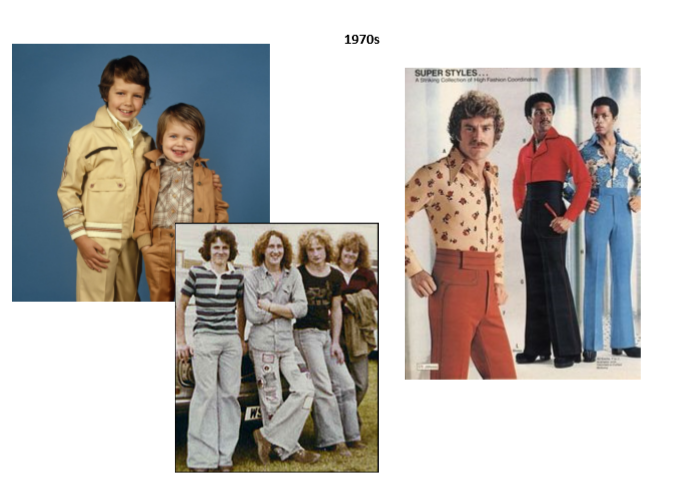 1970s
SUPER STYLES...
A Striking Collection of High Fashion Coordinates
A